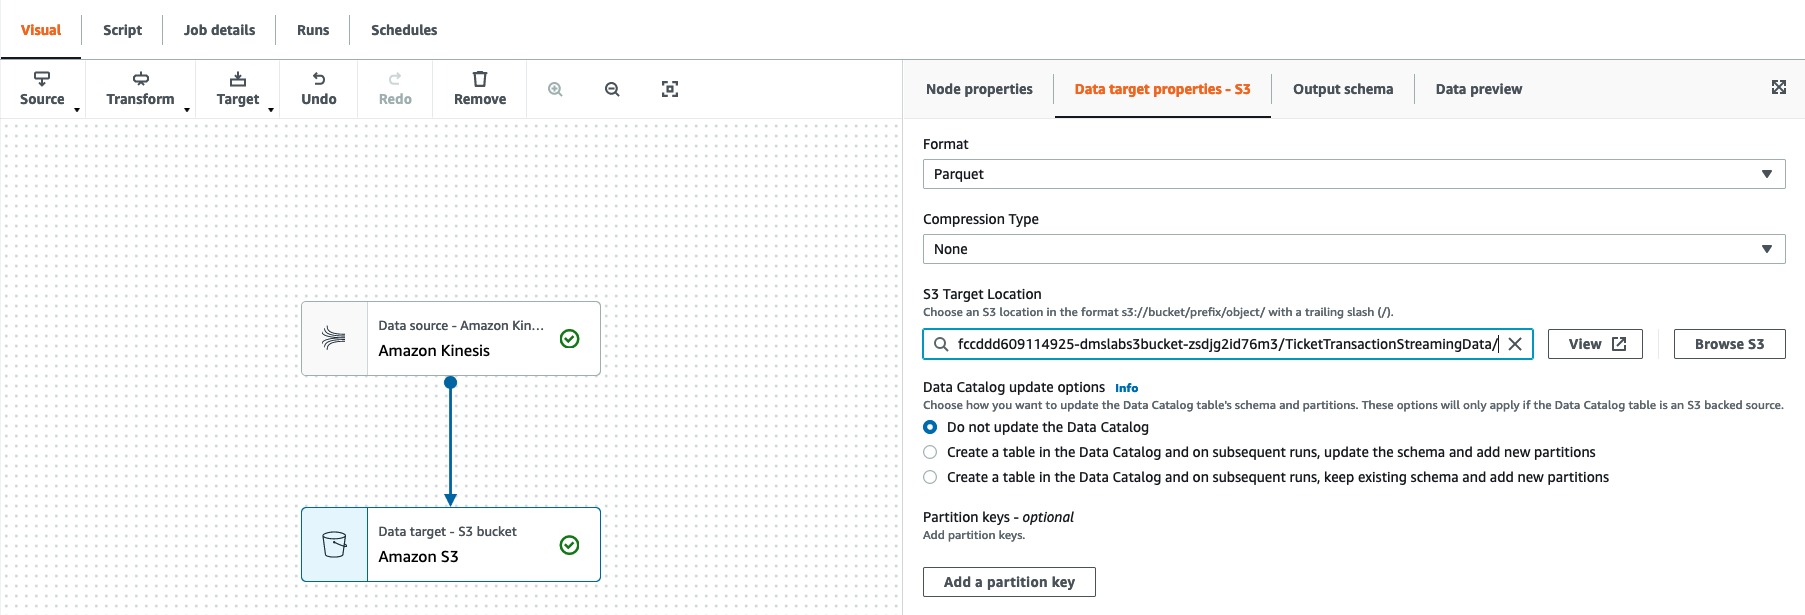 Visual
Script
Job details
Runs
Schedules
Source
Transform
Target
Undo
Redo
Remove
Data source - Amazon Kin...
Amazon Kinesis
Data target - S3 bucket
Amazon S3
Node properties
Data target properties - S3
Output schema
Data preview
Format
Parquet
Compression Type
None
S3 Target Location
Choose an S3 location in the format s3://bucket/prefix/object/ with a trailing slash (/).
fccddd609114925-dmslabs3bucket-zsdjg2id76m3/TicketTransactionStreamingData/
View
Browse S3
Data Catalog update options Info
Choose how you want to update the Data Catalog table's schema and partitions. These options will only apply if the Data Catalog table is an S3 backed source.
Do not update the Data Catalog
Create a table in the Data Catalog and on subsequent runs, update the schema and add new partitions
Create a table in the Data Catalog and on subsequent runs, keep existing schema and add new partitions
Partition keys - optional
Add partition keys.
Add a partition key